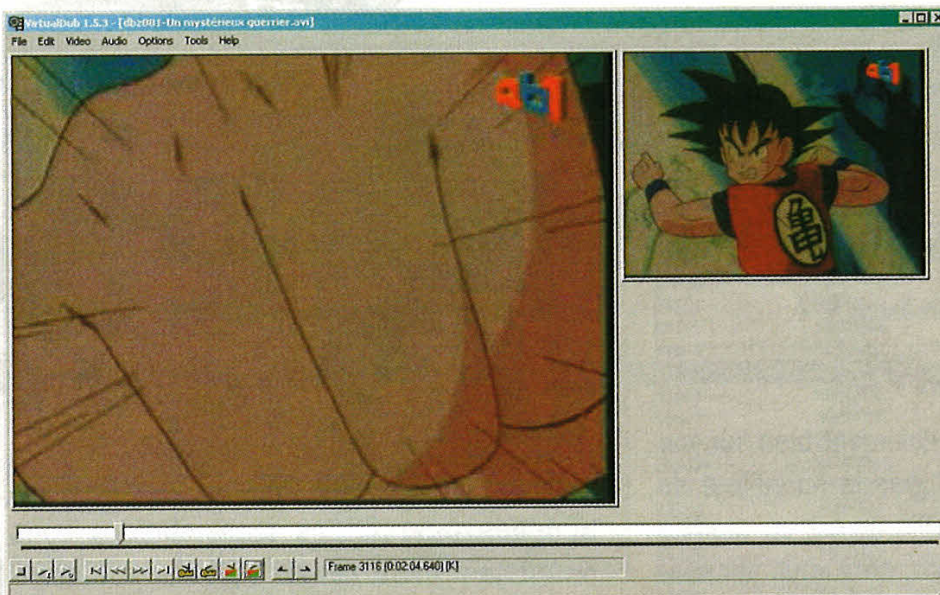 VirtualDub 1.5.3 - [dbz001-Un mystérieux guerrier.avi]
File Edit Video Audio Options Tools Help
ab1
ab1
亀
Frame 3116 (0:02:04.640) [K]